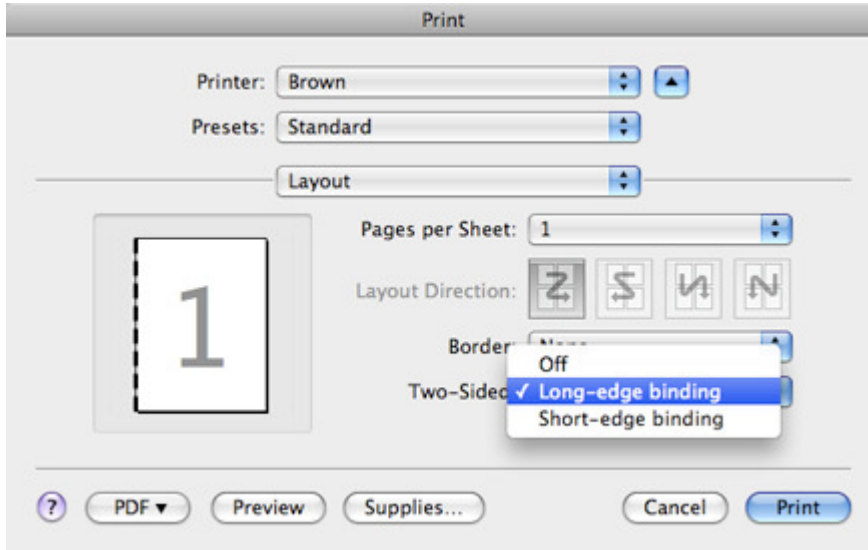 Print
Printer: Brown
Presets: Standard
Layout
Pages per Sheet: 1
1
Layout Direction:
Border: None
Off
Two-Sided ✓ Long-edge binding
Short-edge binding
? PDF ▼ Preview Supplies... Cancel Print